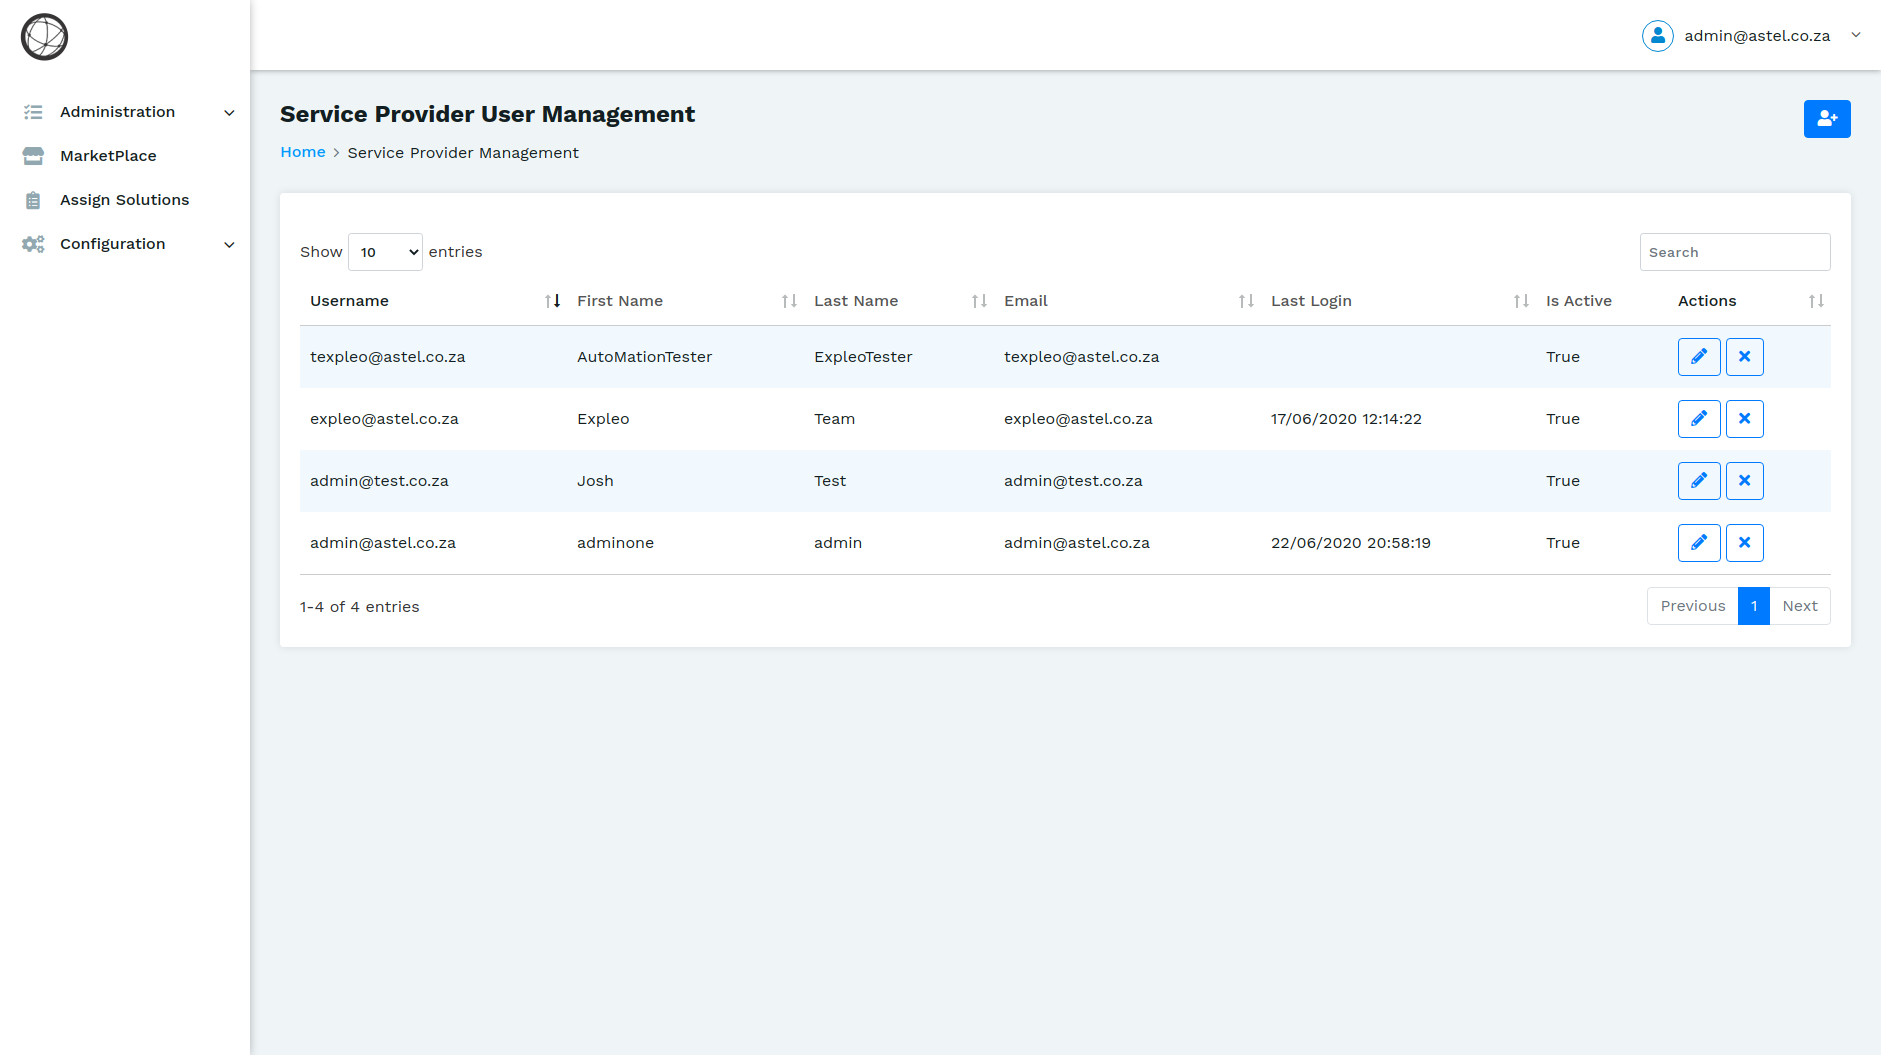 admin@astel.co.za
Administration
MarketPlace
Assign Solutions
Configuration
Service Provider User Management
Home > Service Provider Management
Show 10 entries
Search
Username First Name Last Name Email Last Login Is Active Actions
texpleo@astel.co.za AutoMationTester ExpleoTester texpleo@astel.co.za True
expleo@astel.co.za Expleo Team expleo@astel.co.za 17/06/2020 12:14:22 True
admin@test.co.za Josh Test admin@test.co.za True
admin@astel.co.za adminone admin admin@astel.co.za 22/06/2020 20:58:19 True
1-4 of 4 entries
Previous 1 Next